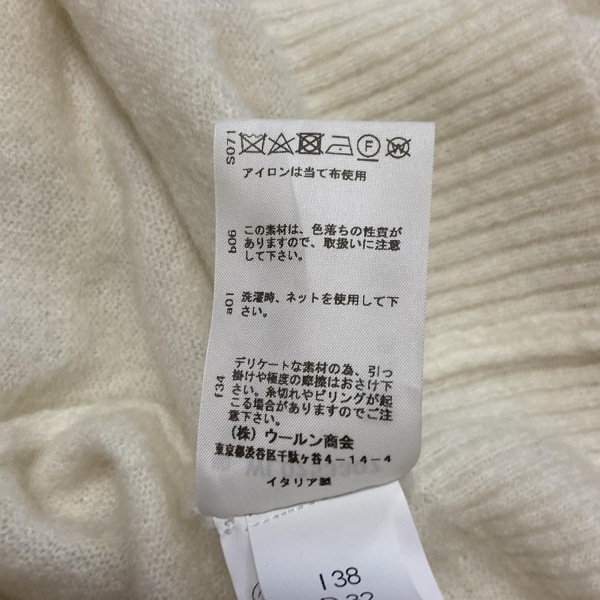 S071
アイロンは当て布使用
b06
この素材は、色落ちの性質が
ありますので、取扱いに注意
して下さい。
a01
洗濯時、ネットを使用して下
さい。
f34
デリケートな素材の為、引っ
掛けや極度の摩擦はおさけ下
さい。糸切れやピリングが起
こる場合がありますのでご注
意下さい。
(株) ウールン商会
東京都渋谷区千駄ヶ谷4-14-4
イタリア製
I 38